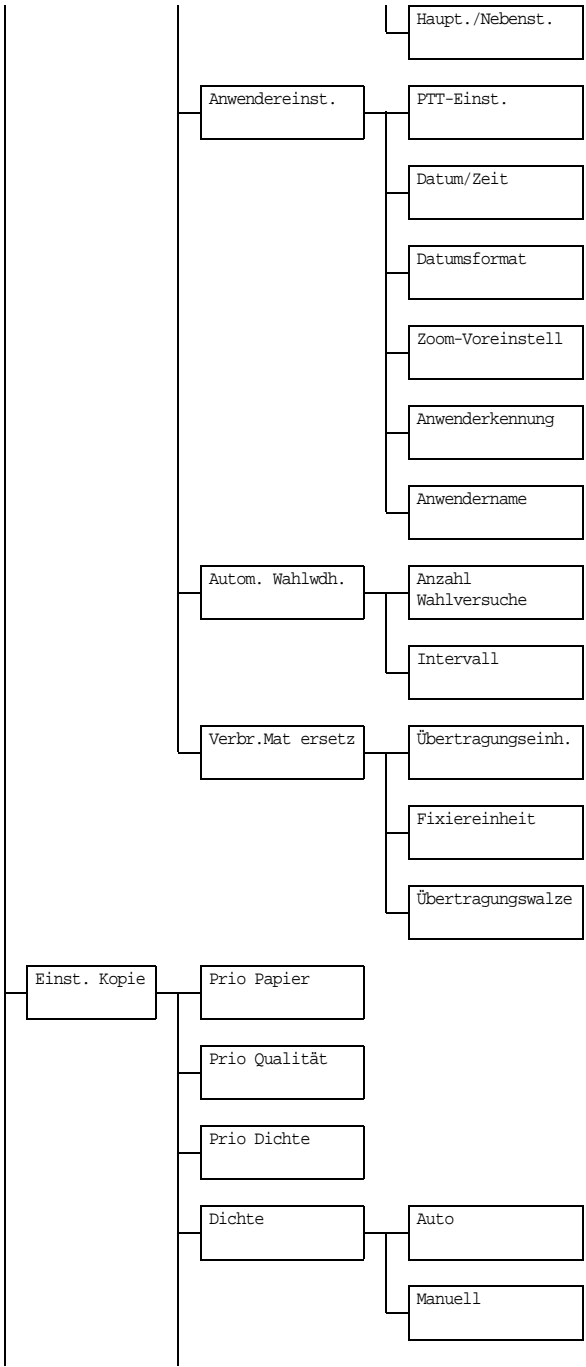 Haupt./Nebenst.
Anwendereinst.
PTT-Einst.
Datum/Zeit
Datumsformat
Zoom-Voreinstell
Anwenderkennung
Anwendername
Autom. Wahlwdh.
Anzahl
Wahlversuche
Intervall
Verbr.Mat ersetz
Übertragungseinh.
Fixiereinheit
Übertragungswalze
Einst. Kopie
Prio Papier
Prio Qualität
Prio Dichte
Dichte
Auto
Manuell